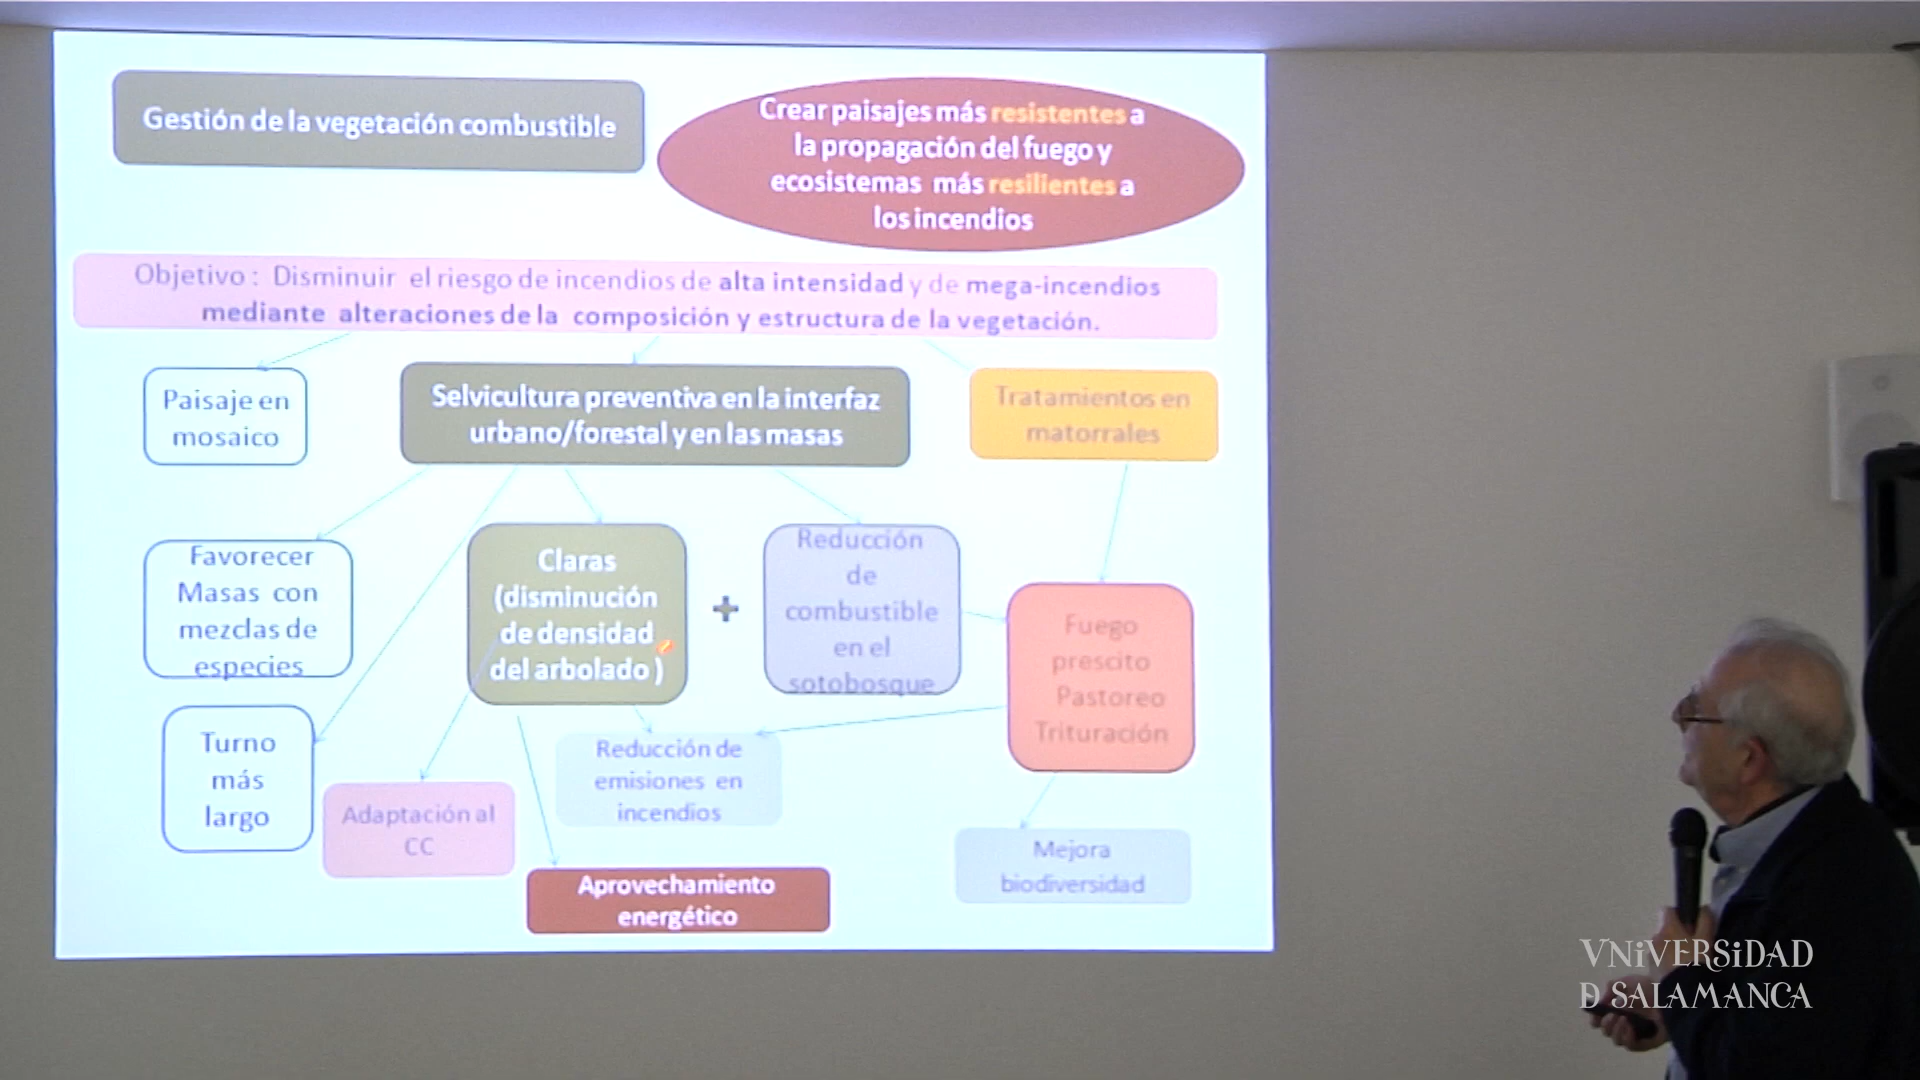 Gestión de la vegetación combustible
Crear paisajes más resistentes a
la propagación del fuego y
ecosistemas más resilientes a
los incendios
Objetivo : Disminuir el riesgo de incendios de alta intensidad y de mega-incendios
mediante alteraciones de la composición y estructura de la vegetación.
Paisaje en
mosaico
Selvicultura preventiva en la interfaz
urbano/forestal y en las masas
Tratamientos en
matorrales
Favorecer
Masas con
mezclas de
especies
Claras
(disminución
de densidad
del arbolado )
+
Reducción
de
combustible
en el
sotobosque
Fuego
prescito
Pastoreo
Trituración
Turno
más
largo
Adaptación al
CC
Reducción de
emisiones en
incendios
Aprovechamiento
energético
Mejora
biodiversidad
VNiVERSiDAD
Ð SALAMANCA